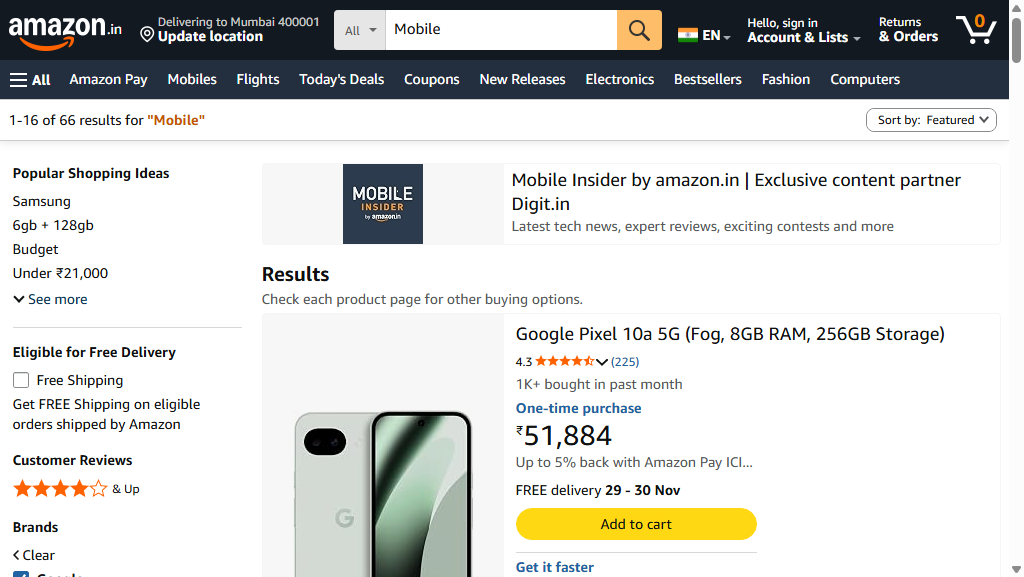 amazon.in
Delivering to Mumbai 400001
Update location
All
Mobile
EN
Hello, sign in
Account & Lists
Returns
& Orders
0
All
Amazon Pay
Mobiles
Flights
Today's Deals
Coupons
New Releases
Electronics
Bestsellers
Fashion
Computers
1-16 of 66 results for "Mobile"
Sort by: Featured
Popular Shopping Ideas
Samsung
6gb + 128gb
Budget
Under ₹21,000
See more
Eligible for Free Delivery
Free Shipping
Get FREE Shipping on eligible
orders shipped by Amazon
Customer Reviews
& Up
Brands
Clear
Google
MOBILE
INSIDER
by amazon.in
Mobile Insider by amazon.in | Exclusive content partner
Digit.in
Latest tech news, expert reviews, exciting contests and more
Results
Check each product page for other buying options.
G
Google Pixel 10a 5G (Fog, 8GB RAM, 256GB Storage)
4.3 (225)
1K+ bought in past month
One-time purchase
₹51,884
Up to 5% back with Amazon Pay ICI...
FREE delivery 29 - 30 Nov
Add to cart
Get it faster